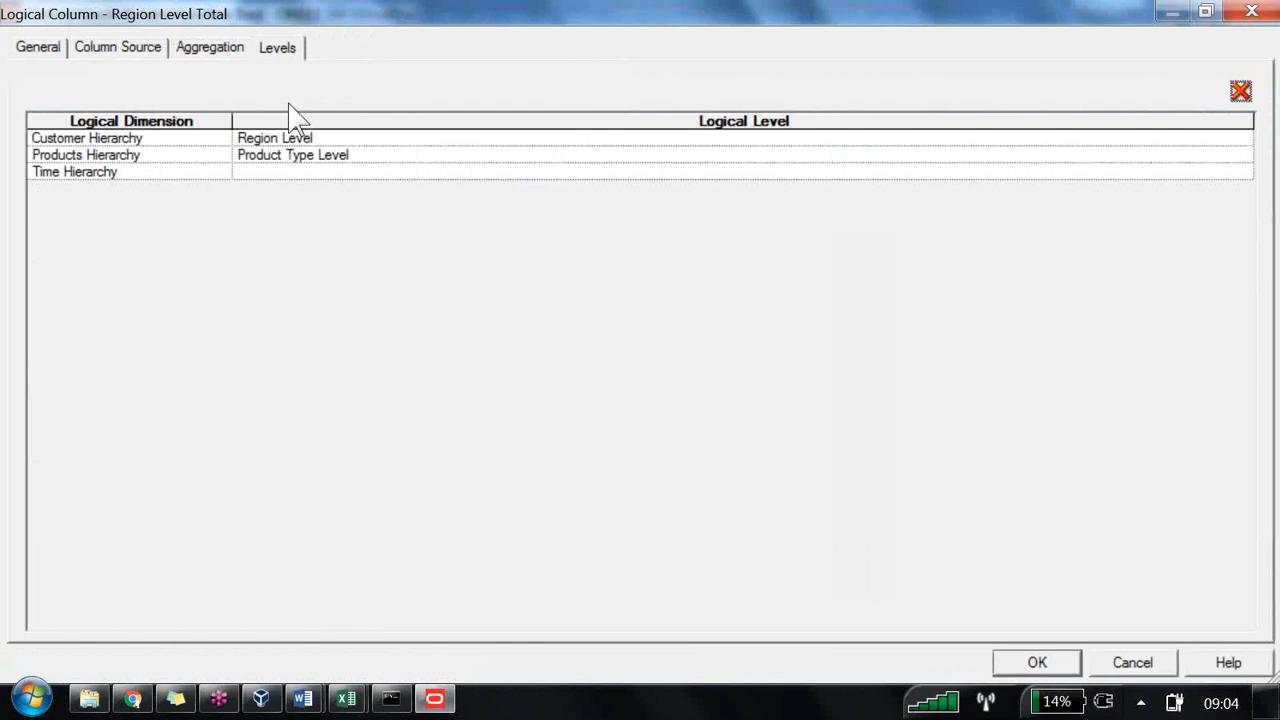 Logical Column - Region Level Total
General Column Source Aggregation Levels
Logical Dimension Logical Level
Customer Hierarchy Region Level
Products Hierarchy Product Type Level
Time Hierarchy
OK Cancel Help
14% 09:04